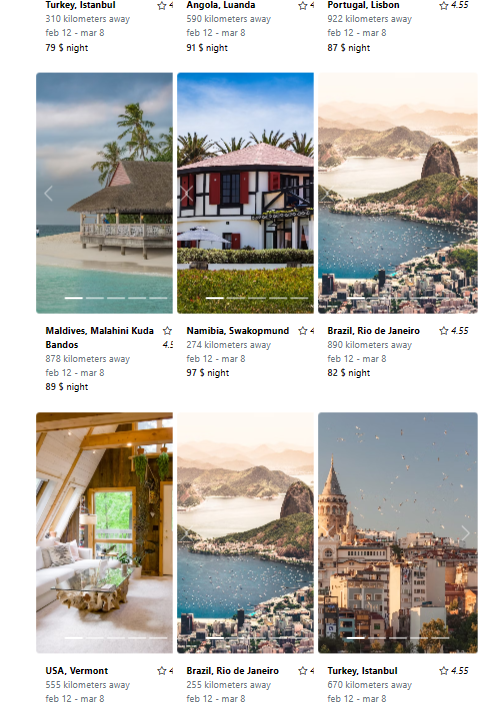 Turkey, Istanbul ☆ 4
310 kilometers away
feb 12 - mar 8
79 $ night
Angola, Luanda ☆ 4
590 kilometers away
feb 12 - mar 8
91 $ night
Portugal, Lisbon ☆ 4.55
922 kilometers away
feb 12 - mar 8
87 $ night
Maldives, Malahini Kuda ☆
Bandos 4.5
878 kilometers away
feb 12 - mar 8
89 $ night
Namibia, Swakopmund ☆ 4
274 kilometers away
feb 12 - mar 8
97 $ night
Brazil, Rio de Janeiro ☆ 4.55
890 kilometers away
feb 12 - mar 8
82 $ night
USA, Vermont ☆ 4
555 kilometers away
feb 12 - mar 8
Brazil, Rio de Janeiro ☆ 4
255 kilometers away
feb 12 - mar 8
Turkey, Istanbul ☆ 4.55
670 kilometers away
feb 12 - mar 8